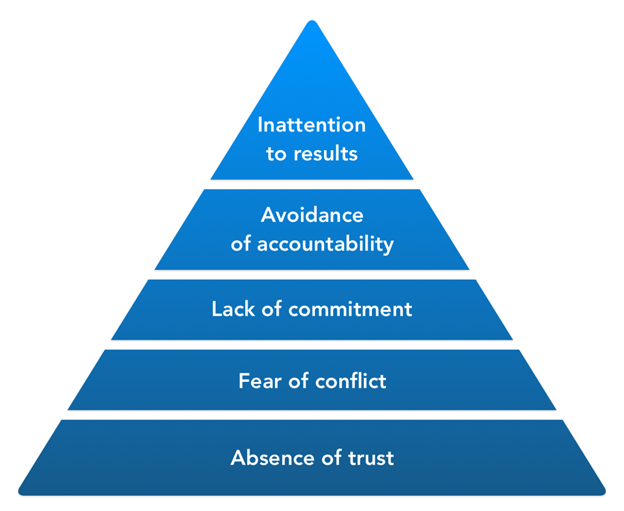 Inattention
to results
Avoidance
of accountability
Lack of commitment
Fear of conflict
Absence of trust